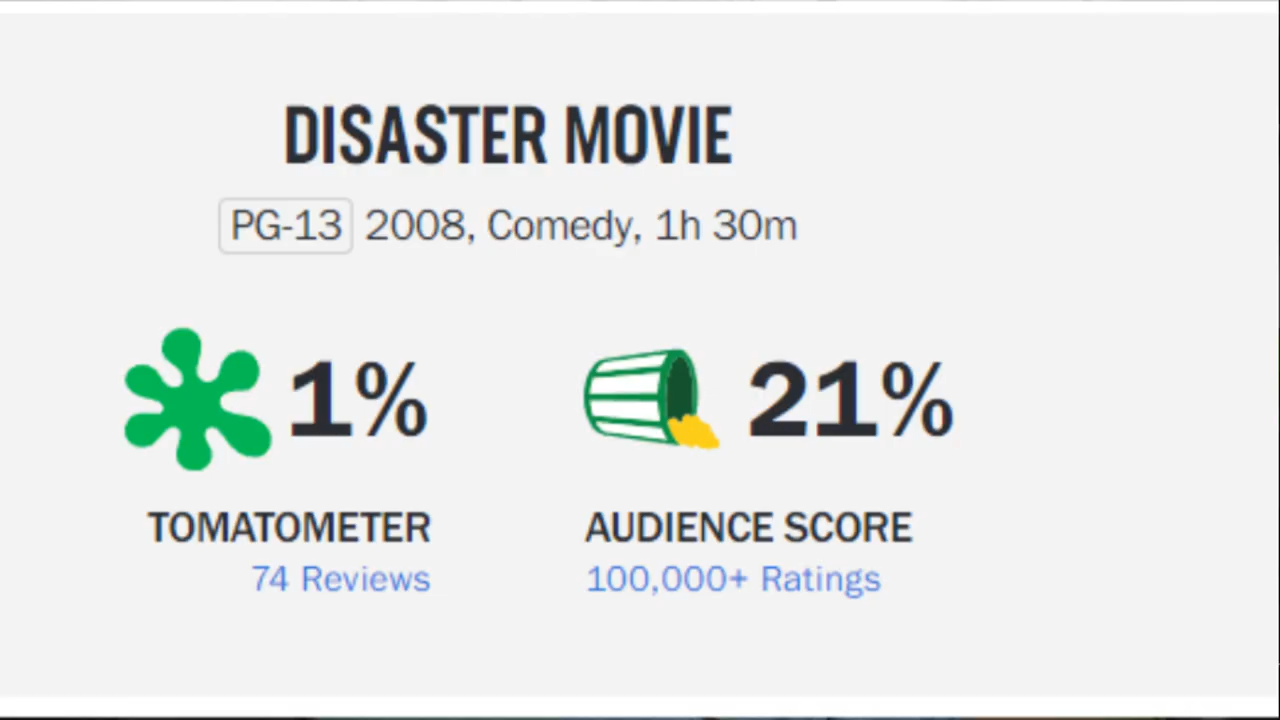 DISASTER MOVIE
PG-13 2008, Comedy, 1h 30m
1% 21%
TOMATOMETER AUDIENCE SCORE
74 Reviews 100,000+ Ratings